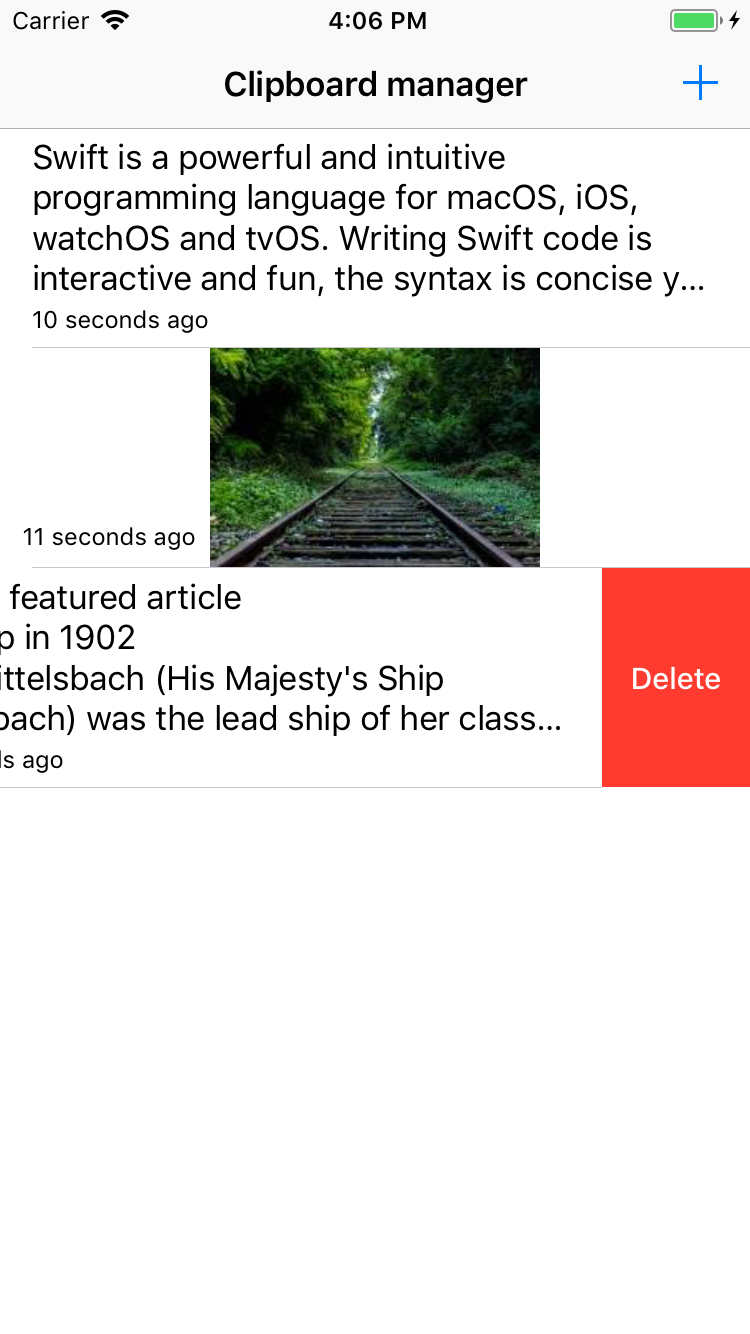 Carrier 4:06 PM
Clipboard manager
Swift is a powerful and intuitive
programming language for macOS, iOS,
watchOS and tvOS. Writing Swift code is
interactive and fun, the syntax is concise y...
10 seconds ago
11 seconds ago
featured article
p in 1902
ittelsbach (His Majesty's Ship
bach) was the lead ship of her class...
ds ago
Delete